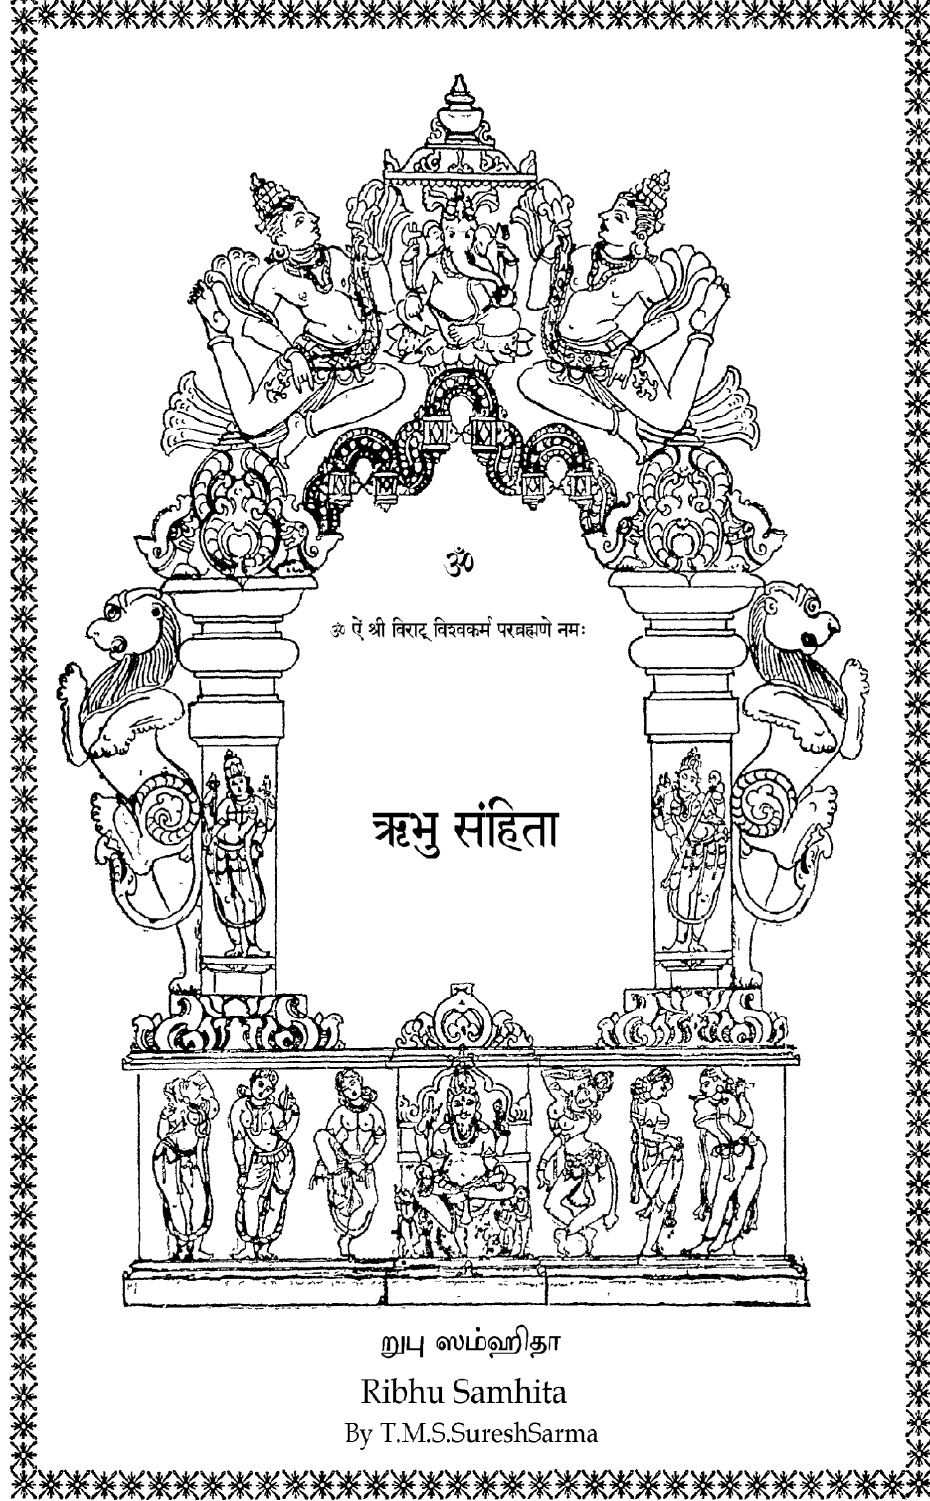 ॐ
ॐ ऐं श्री विराट् विश्वकर्म परब्रह्मणे नमः
ऋभु संहिता
றுபு ஸம்ஹிதா
Ribhu Samhita
By T.M.S.SureshSarma